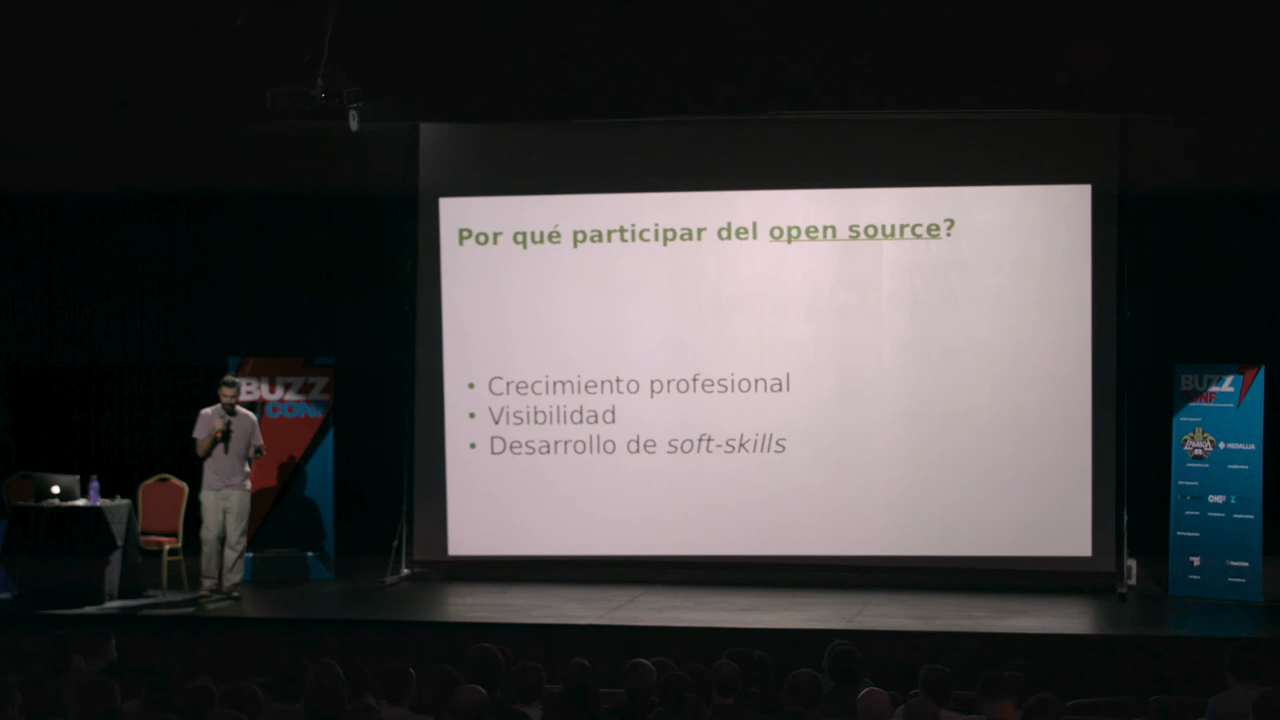 Por qué participar del open source?
• Crecimiento profesional
• Visibilidad
• Desarrollo de soft-skills
BUZZ
CONF
BUZZ
CONF
MEDALLIA